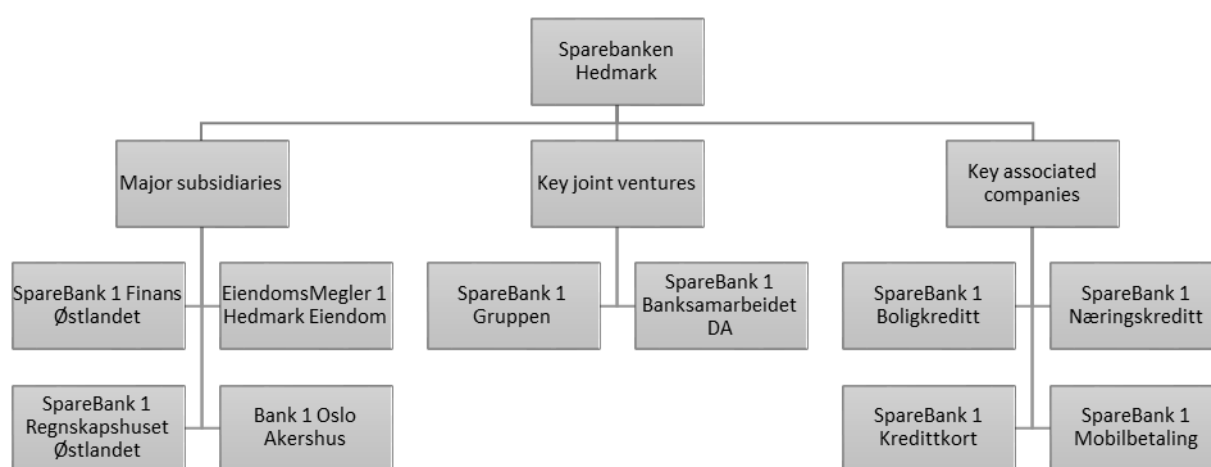 Sparebanken
Hedmark
Major subsidiaries
Key joint ventures
Key associated
companies
SpareBank 1 Finans
Østlandet
EiendomsMegler 1
Hedmark Eiendom
SpareBank 1
Gruppen
SpareBank 1
Banksamarbeidet
DA
SpareBank 1
Boligkreditt
SpareBank 1
Næringskreditt
SpareBank 1
Regnskapshuset
Østlandet
Bank 1 Oslo
Akershus
SpareBank 1
Kredittkort
SpareBank 1
Mobilbetaling